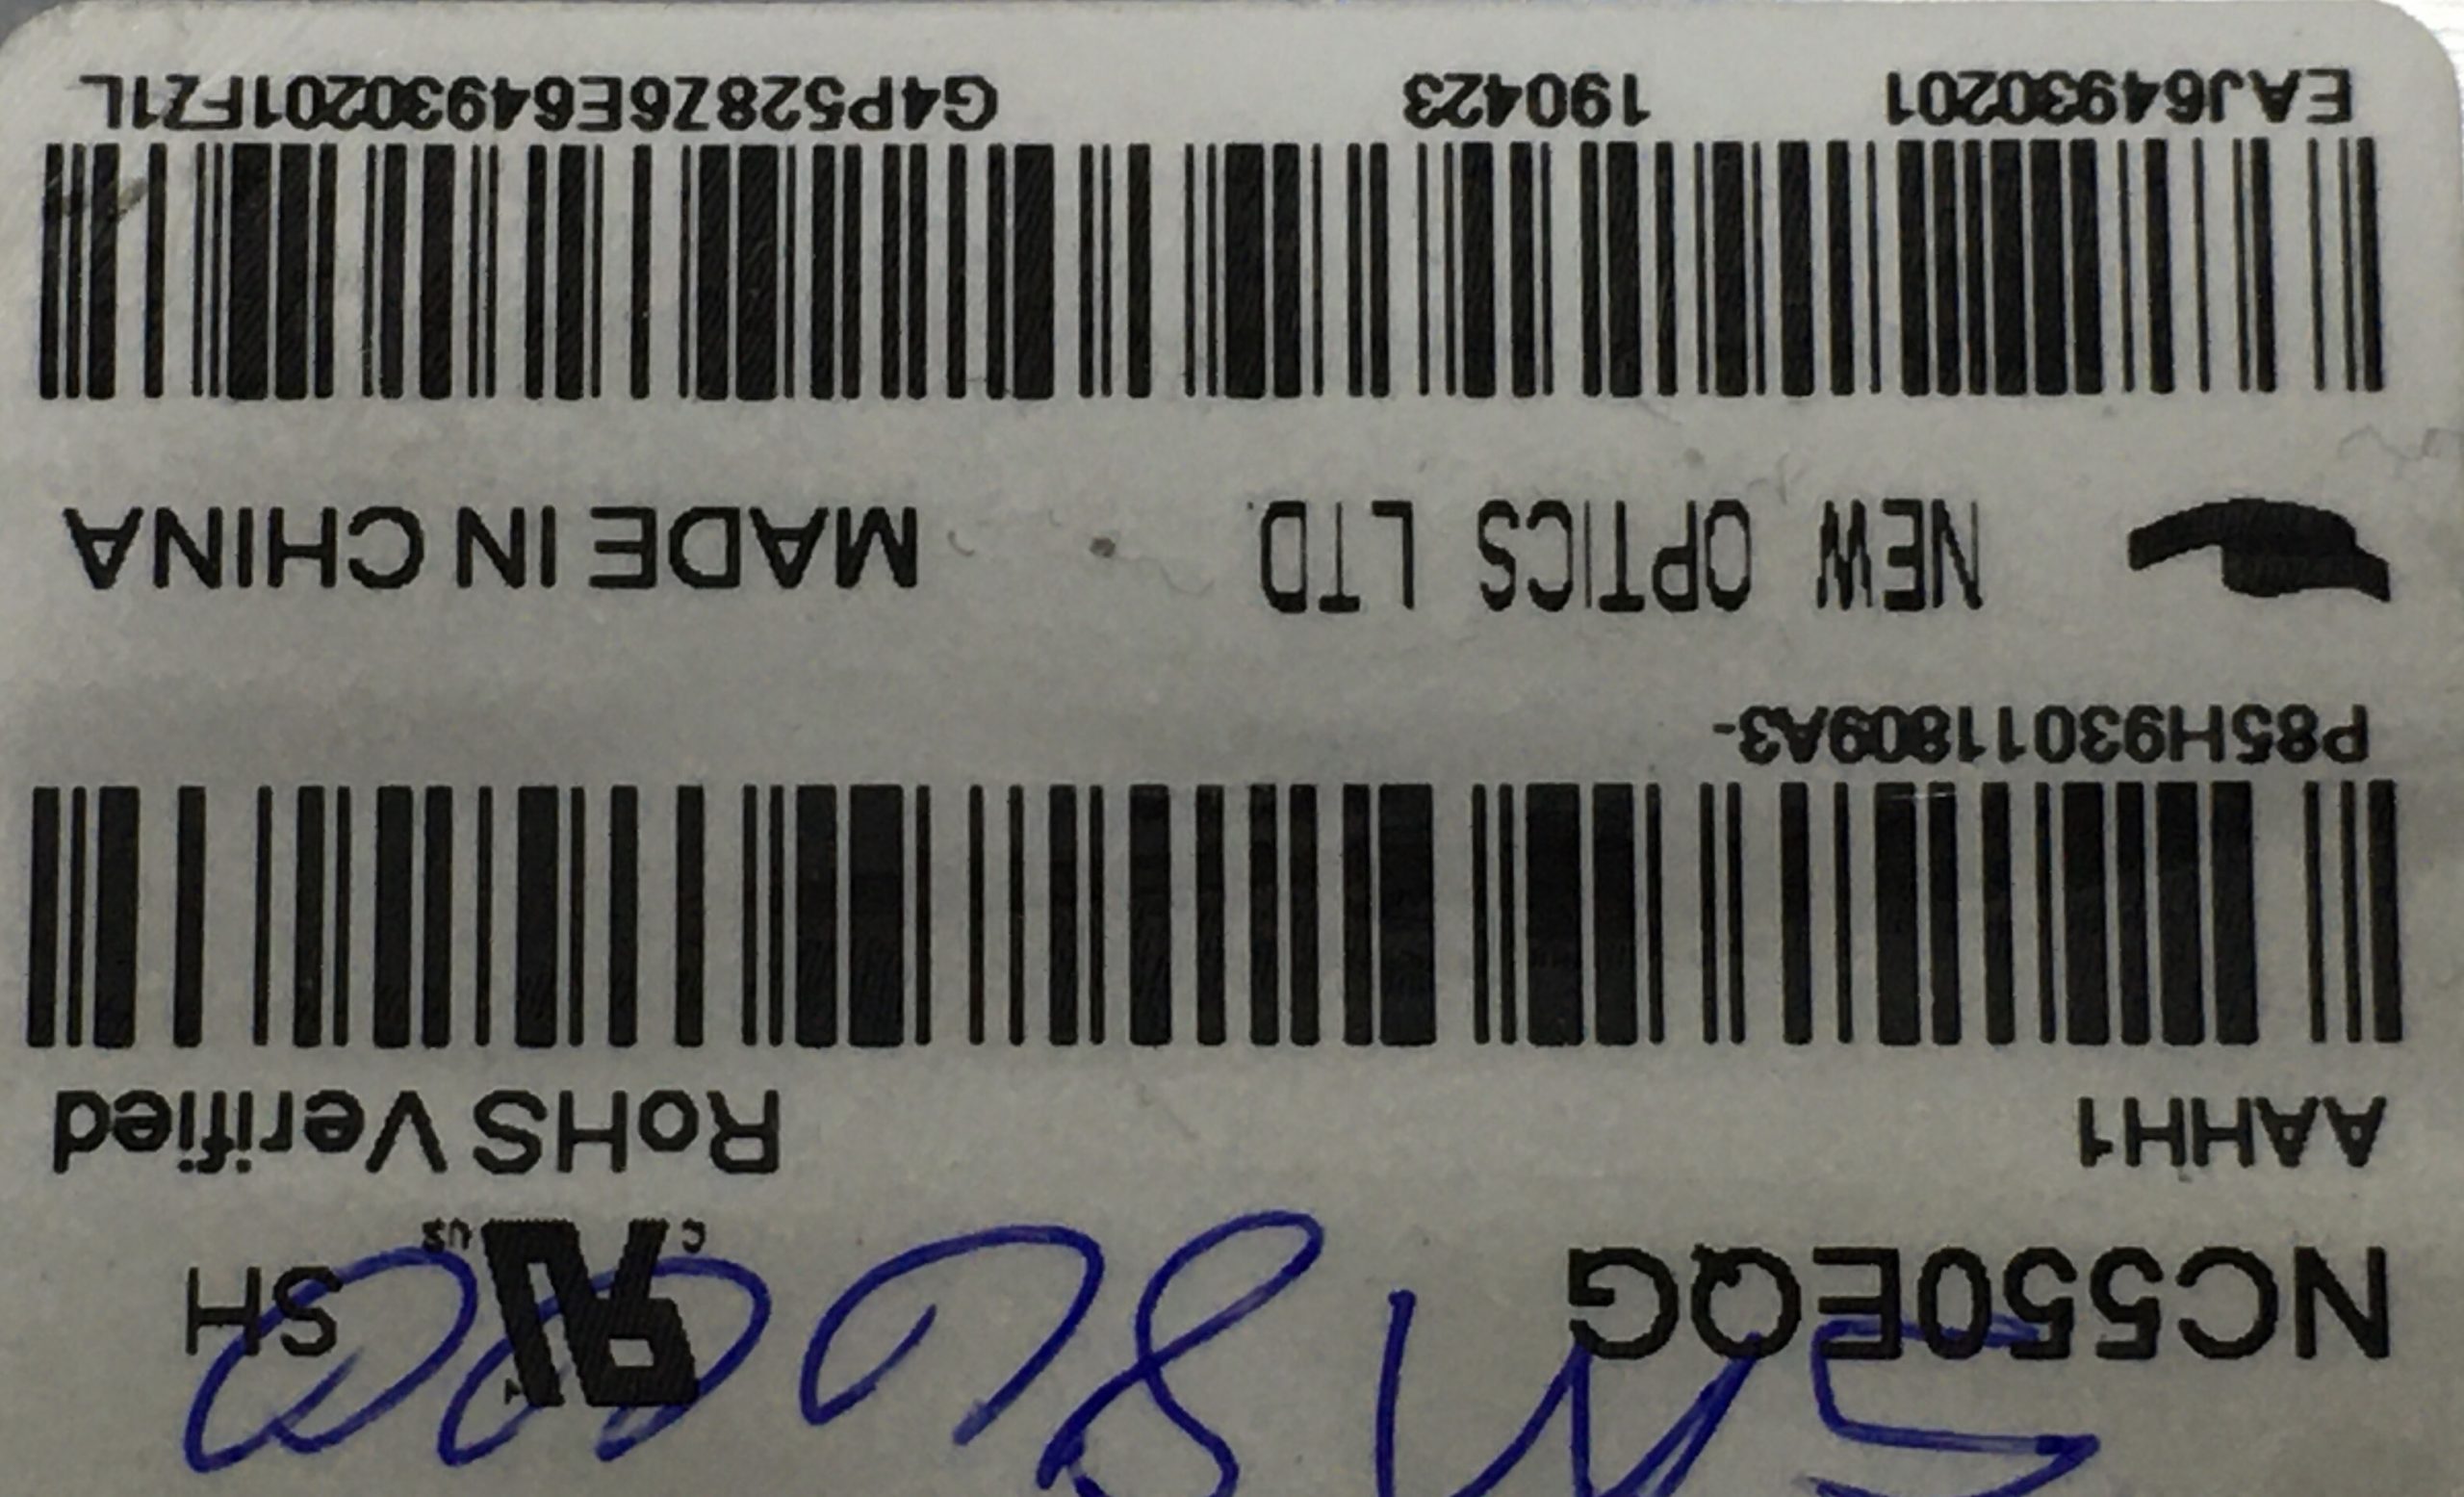 NC550EQG SH
AAHH1 RoHS Verified
P85H93011809A3-
NEW OPTICS LTD. MADE IN CHINA
EAJ64930201 190423 G4P528Z6E64930201FZ1L